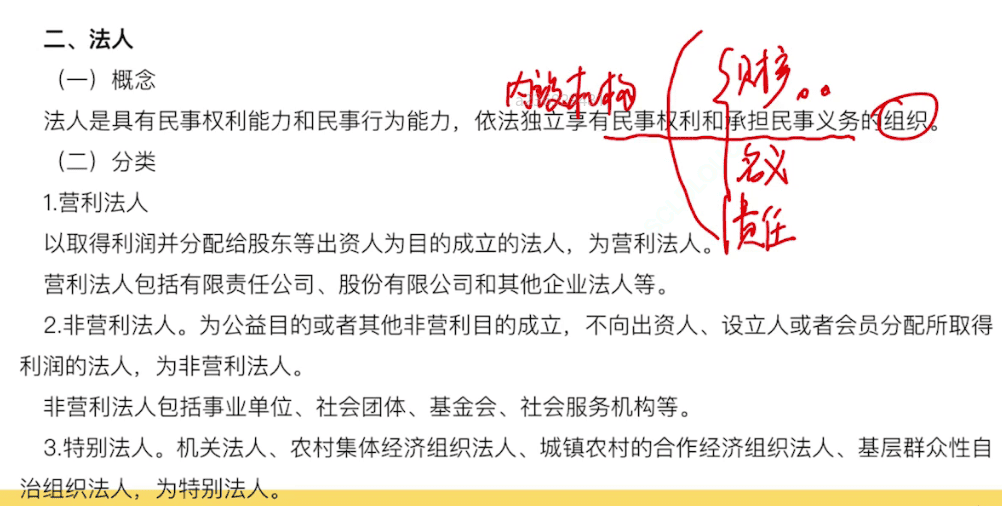 二、法人
（一）概念
内设机构
财产
法人是具有民事权利能力和民事行为能力，依法独立享有民事权利和承担民事义务的组织。
（二）分类
名义
1.营利法人
责任
以取得利润并分配给股东等出资人为目的成立的法人，为营利法人。
营利法人包括有限责任公司、股份有限公司和其他企业法人等。
2.非营利法人。为公益目的或者其他非营利目的成立，不向出资人、设立人或者会员分配所取得
利润的法人，为非营利法人。
非营利法人包括事业单位、社会团体、基金会、社会服务机构等。
3.特别法人。机关法人、农村集体经济组织法人、城镇农村的合作经济组织法人、基层群众性自
治组织法人，为特别法人。